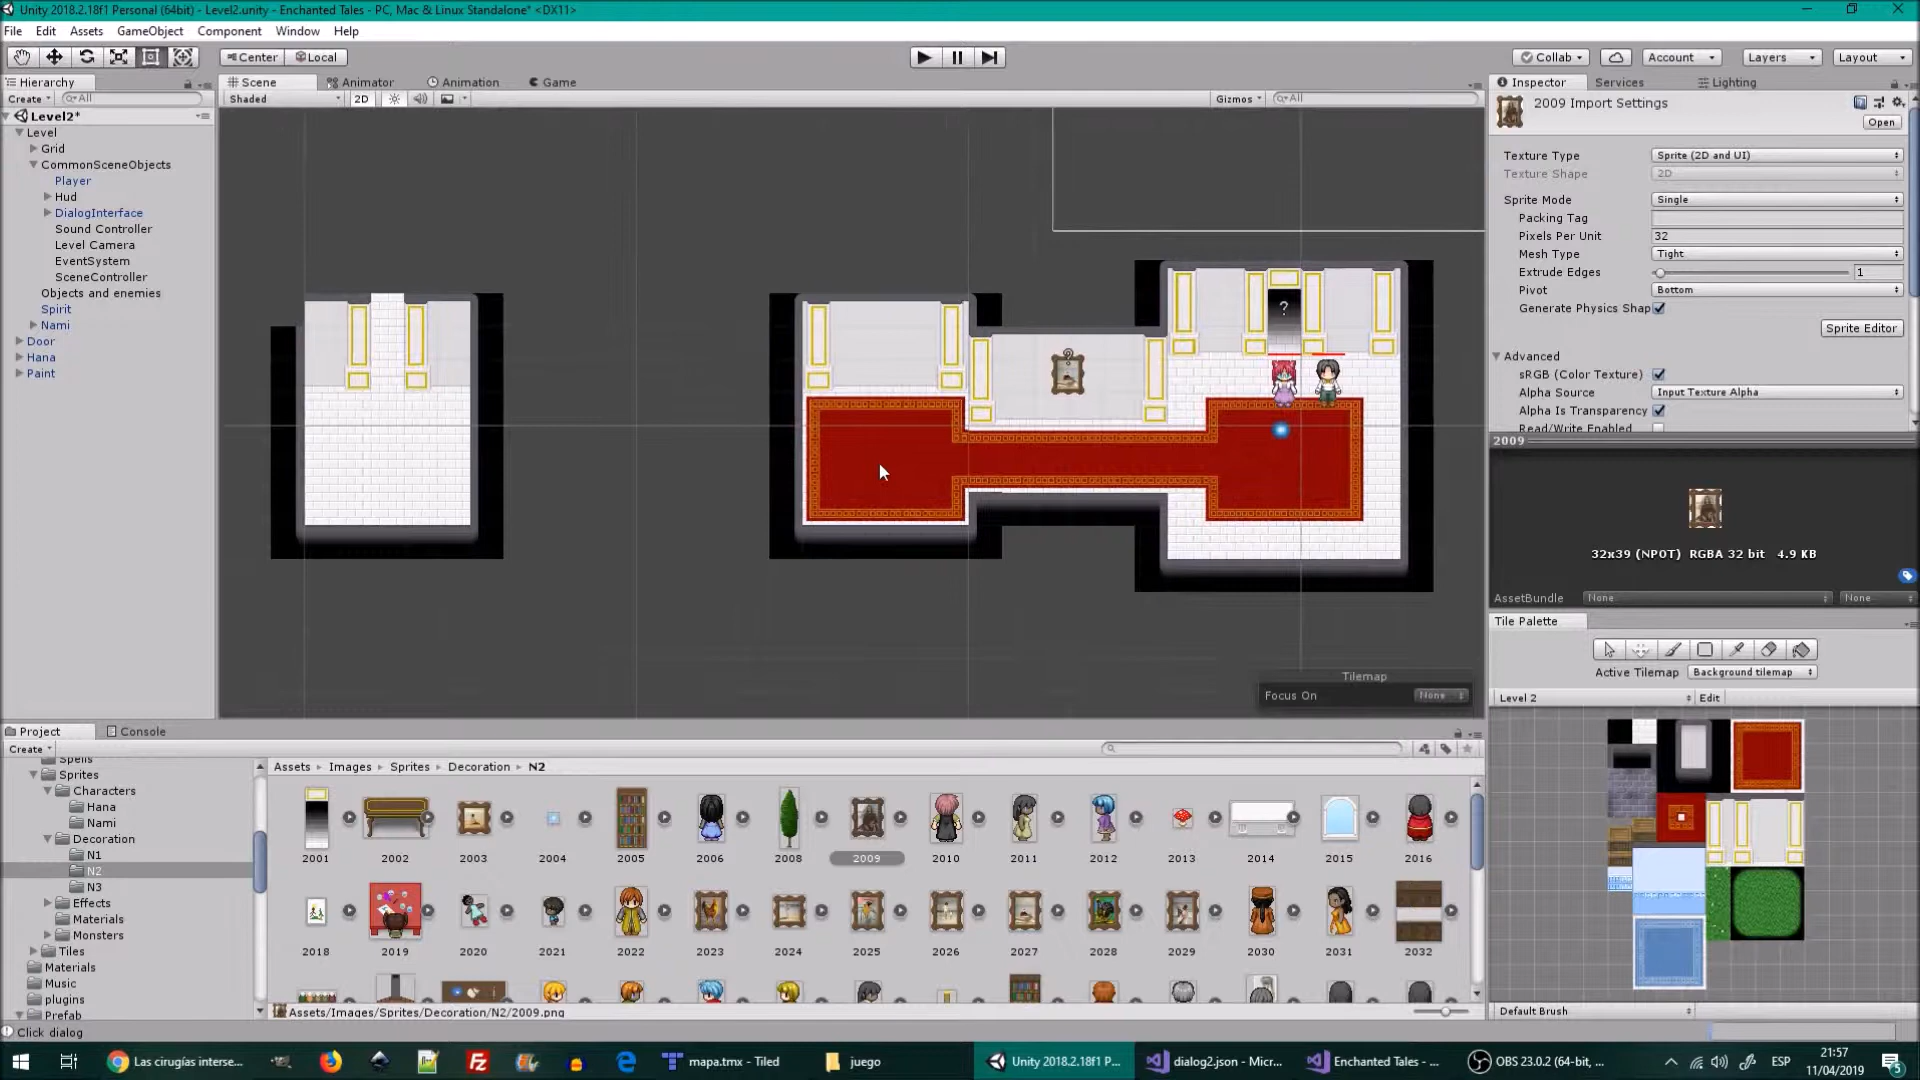 Unity 2018.2.18f1 Personal (64bit) - Level2.unity - Enchanted Tales - PC, Mac & Linux Standalone* <DX11>
File Edit Assets GameObject Component Window Help
Center Local
Collab Account Layers Layout
Hierarchy
Create All
Level2*
Level
Grid
CommonSceneObjects
Player
Hud
DialogInterface
Sound Controller
Level Camera
EventSystem
SceneController
Objects and enemies
Spirit
Nami
Door
Hana
Paint
Scene Animator Animation Game
Shaded 2D Gizmos All
?
Tilemap
Focus On None
Inspector Services Lighting
2009 Import Settings
Open
Texture Type Sprite (2D and UI)
Texture Shape 2D
Sprite Mode Single
Packing Tag
Pixels Per Unit 32
Mesh Type Tight
Extrude Edges 1
Pivot Bottom
Generate Physics Shap
Sprite Editor
Advanced
sRGB (Color Texture)
Alpha Source Input Texture Alpha
Alpha Is Transparency
Read/Write Enabled
2009
32x39 (NPOT) RGBA 32 bit 4.9 KB
AssetBundle None None
Tile Palette
Active Tilemap Background tilemap
Level 2 Edit
Default Brush
Project Console
Create
Spells
Sprites
Characters
Hana
Nami
Decoration
N1
N2
N3
Effects
Materials
Monsters
Tiles
Materials
Music
plugins
Prefab
Assets Images Sprites Decoration N2
2001 2002 2003 2004 2005 2006 2008 2009 2010 2011 2012 2013 2014 2015 2016
2018 2019 2020 2021 2022 2023 2024 2025 2026 2027 2028 2029 2030 2031 2032
Assets/Images/Sprites/Decoration/N2/2009.png
Click dialog
Las cirugías interse...
mapa.tmx - Tiled
juego
Unity 2018.2.18f1 P...
dialog2.json - Micr...
Enchanted Tales - ...
OBS 23.0.2 (64-bit, ...
ESP
21:57
11/04/2019
5